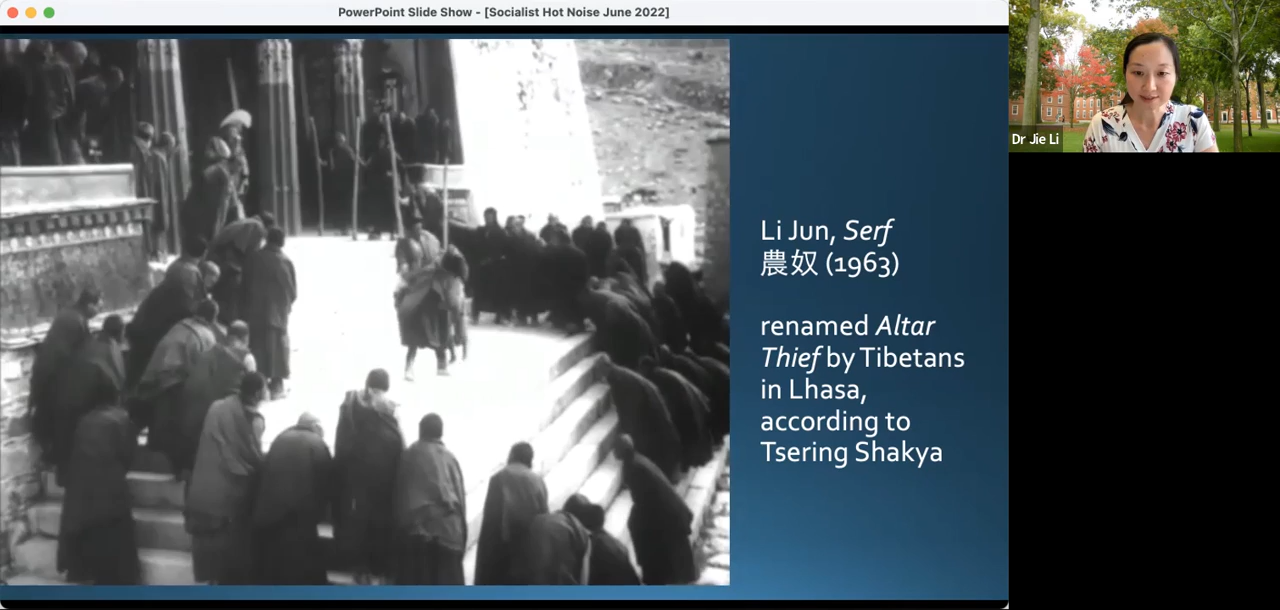 PowerPoint Slide Show - [Socialist Hot Noise June 2022]
Dr Jie Li
Li Jun, Serf
農奴 (1963)
renamed Altar
Thief by Tibetans
in Lhasa,
according to
Tsering Shakya